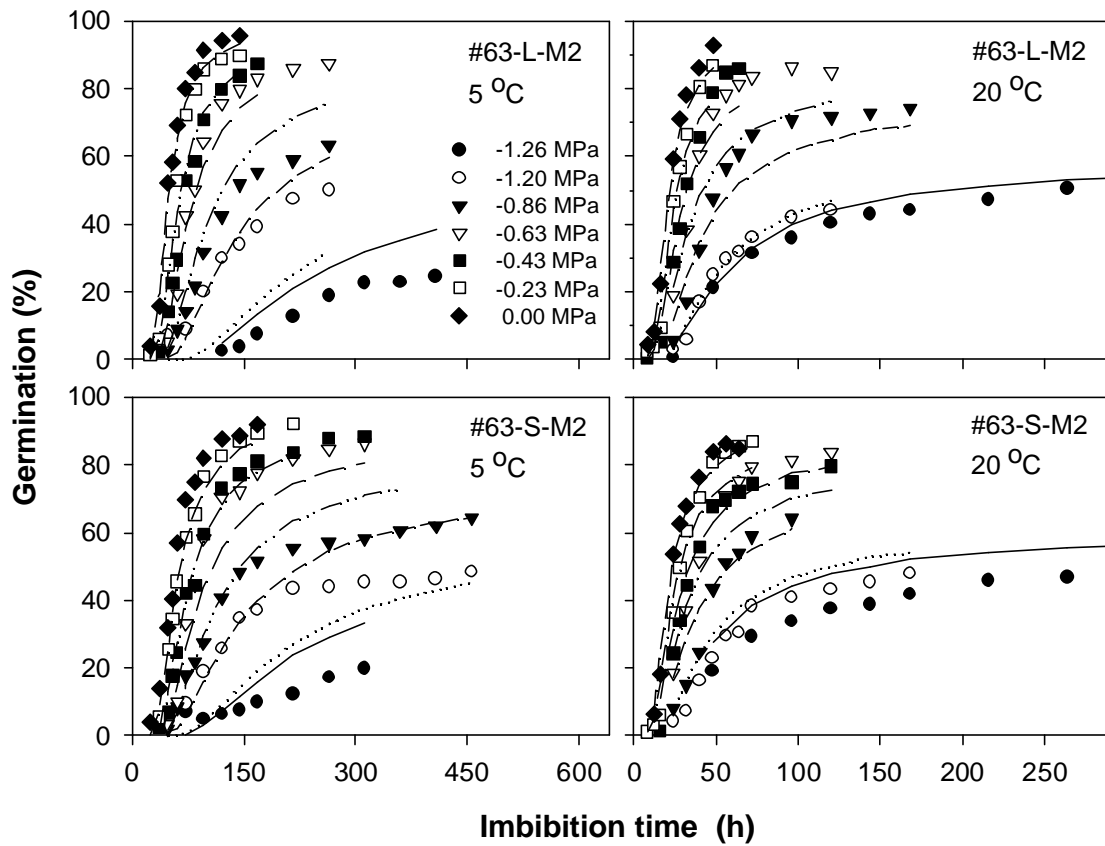 100
80
60
40
20
0
#63-L-M2
5 °C
-1.26 MPa
-1.20 MPa
-0.86 MPa
-0.63 MPa
-0.43 MPa
-0.23 MPa
0.00 MPa
#63-L-M2
20 °C
100
80
60
40
20
0
#63-S-M2
5 °C
#63-S-M2
20 °C
0 150 300 450 600
0 50 100 150 200 250
Germination (%)
Imbibition time (h)